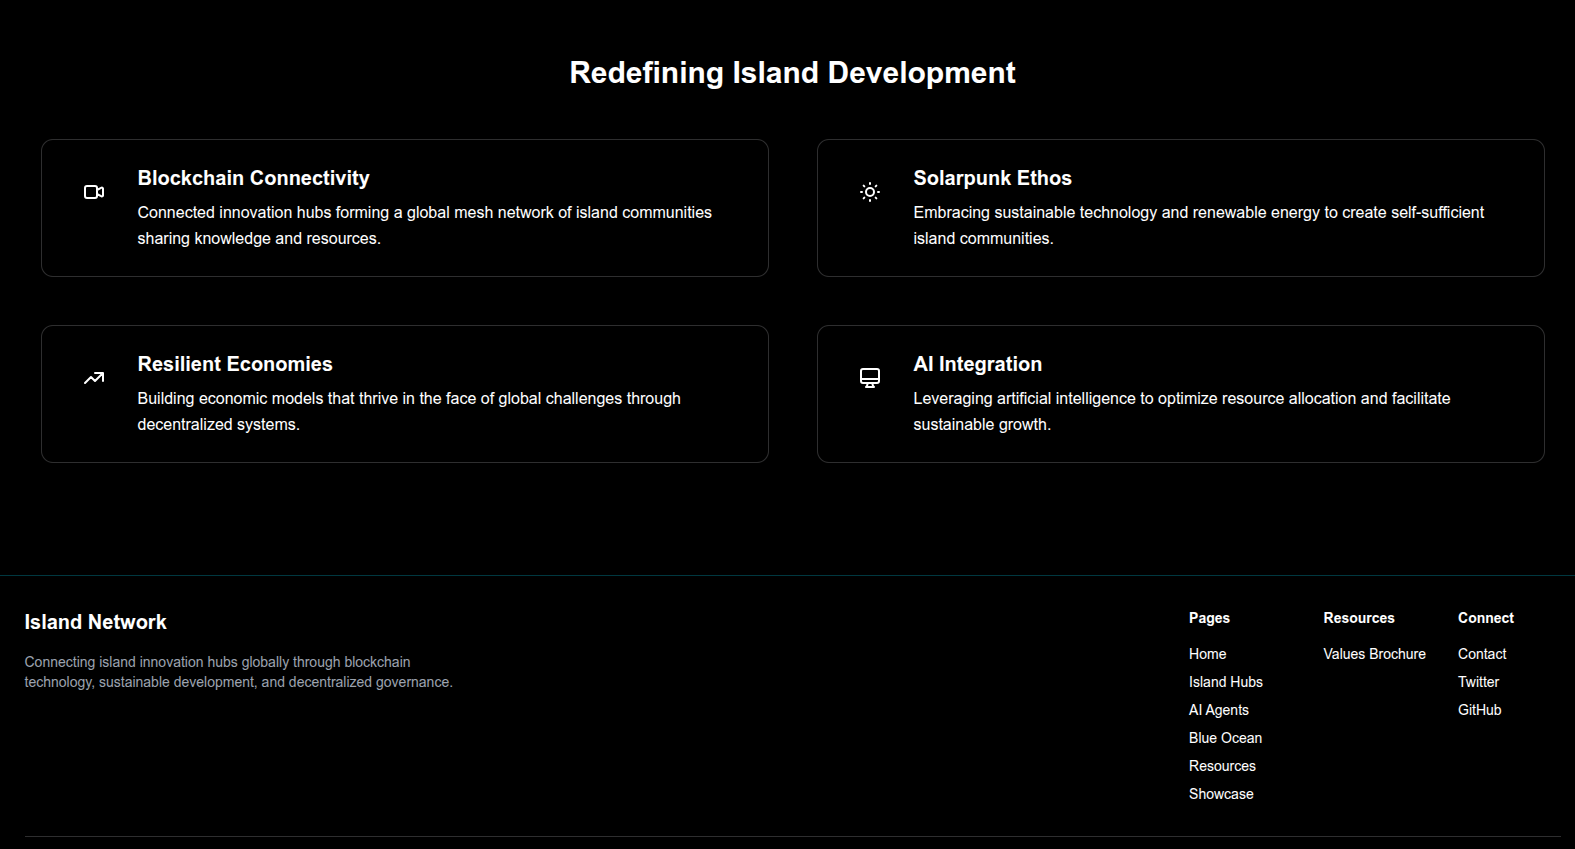 Redefining Island Development
Blockchain Connectivity
Connected innovation hubs forming a global mesh network of island communities
sharing knowledge and resources.
Solarpunk Ethos
Embracing sustainable technology and renewable energy to create self-sufficient
island communities.
Resilient Economies
Building economic models that thrive in the face of global challenges through
decentralized systems.
AI Integration
Leveraging artificial intelligence to optimize resource allocation and facilitate
sustainable growth.
Island Network
Connecting island innovation hubs globally through blockchain
technology, sustainable development, and decentralized governance.
Pages
Home
Island Hubs
AI Agents
Blue Ocean
Resources
Showcase
Resources
Values Brochure
Connect
Contact
Twitter
GitHub